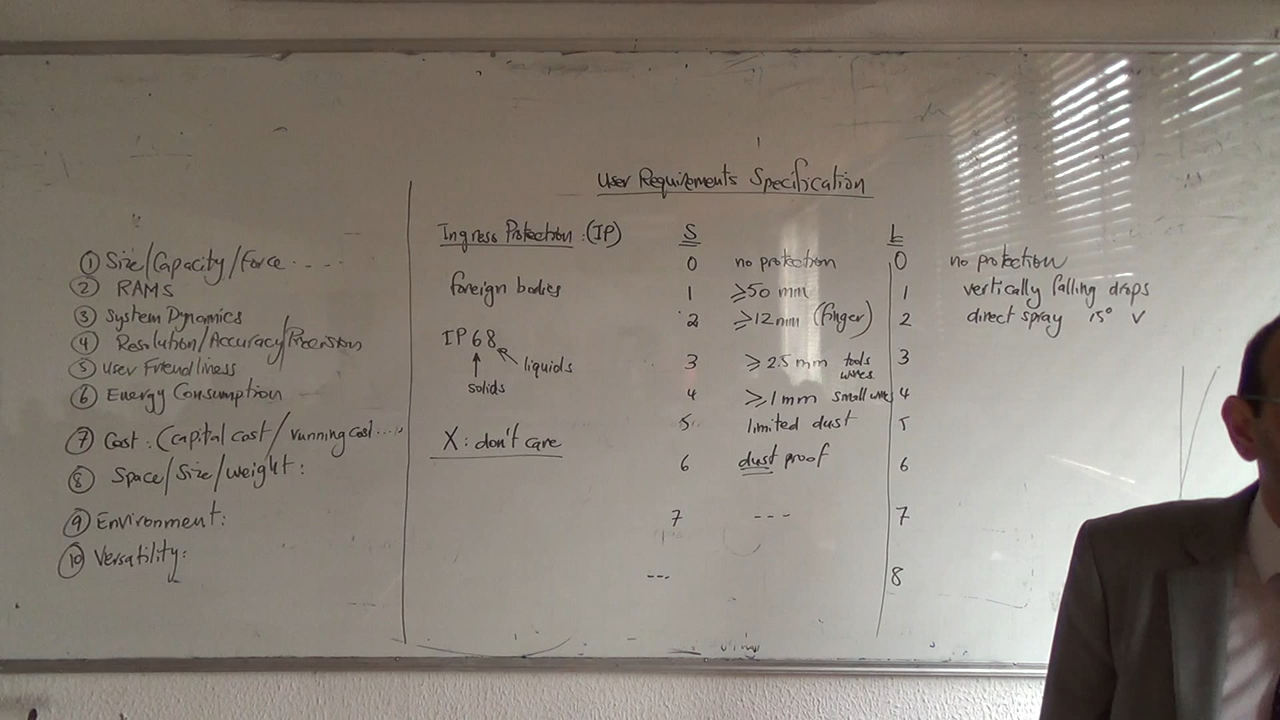 User Requirements Specification
① Size/Capacity/Force - - - -
② RAMS
③ System Dynamics
④ Resolution/Accuracy/Precision
⑤ User Friendliness
⑥ Energy Consumption
⑦ Cost : (capital cost/running cost ....
⑧ Space/Size/weight :
⑨ Environment :
⑩ Versatility :
Ingress Protection : (IP)
foreign bodies
IP68
liquids
solids
X : don't care
S
0 no protection
1 ≥50 mm
2 ≥12mm (finger)
3 ≥ 2.5 mm tools wires
4 ≥1mm small wires
5 limited dust
6 dust proof
7 ---
---
L
0 no protection
1 vertically falling drops
2 direct spray 15° V
3
4
5
6
7
8